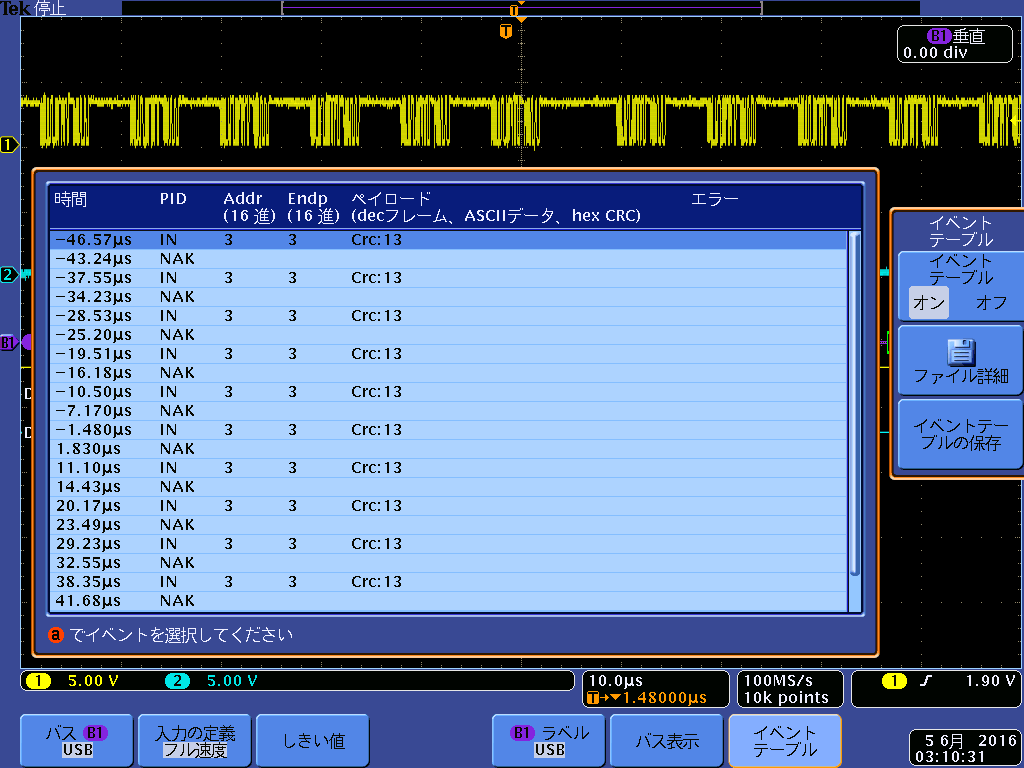 Tek 停止
T
T
B1 垂直
0.00 div
1
時間 PID Addr (16 進) Endp (16 進) ペイロード (decフレーム、ASCIIデータ、hex CRC) エラー
-46.57µs IN 3 3 Crc:13
-43.24µs NAK
-37.55µs IN 3 3 Crc:13
-34.23µs NAK
-28.53µs IN 3 3 Crc:13
-25.20µs NAK
-19.51µs IN 3 3 Crc:13
-16.18µs NAK
-10.50µs IN 3 3 Crc:13
-7.170µs NAK
-1.480µs IN 3 3 Crc:13
1.830µs NAK
11.10µs IN 3 3 Crc:13
14.43µs NAK
20.17µs IN 3 3 Crc:13
23.49µs NAK
29.23µs IN 3 3 Crc:13
32.55µs NAK
38.35µs IN 3 3 Crc:13
41.68µs NAK
a でイベントを選択してください
2
B1
D
D
イベント
テーブル
イベント
テーブル
オン オフ
ファイル詳細
イベントテー
ブルの保存
1 5.00 V 2 5.00 V
10.0µs
T→▼1.48000µs
100MS/s
10k points
1 1.90 V
バス B1
USB
入力の定義
フル速度
しきい値
B1 ラベル
USB
バス表示
イベント
テーブル
5 6月 2016
03:10:31